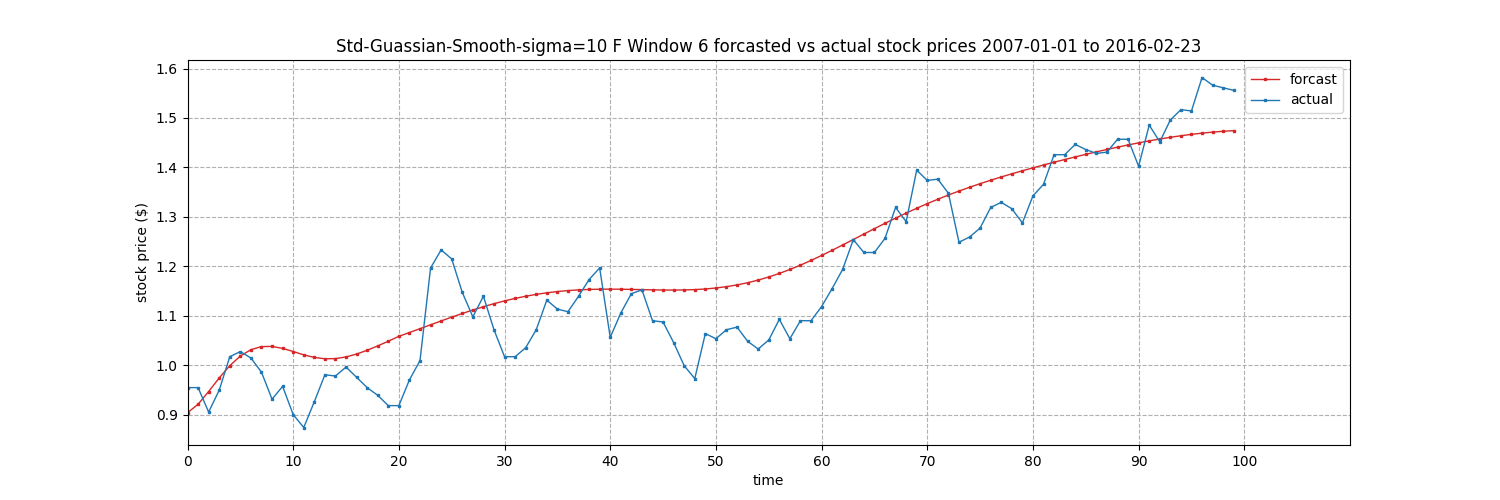 Std-Guassian-Smooth-sigma=10 F Window 6 forcasted vs actual stock prices 2007-01-01 to 2016-02-23
forcast
actual
stock price ($)
1.6
1.5
1.4
1.3
1.2
1.1
1.0
0.9
0 10 20 30 40 50 60 70 80 90 100
time